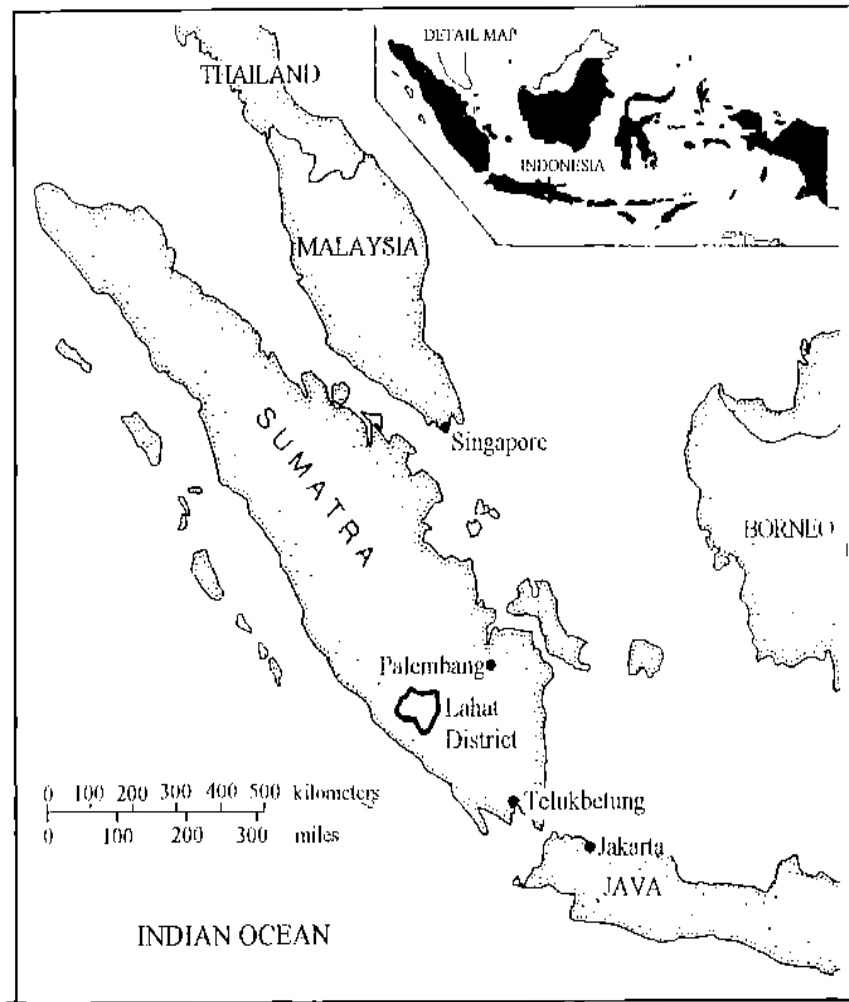 DETAIL MAP
THAILAND
INDONESIA
MALAYSIA
SUMATRA
Singapore
BORNEO
Palembang
Lahat
District
0 100 200 300 400 500 kilometers
0 100 200 300 miles
Telukbetung
Jakarta
JAVA
INDIAN OCEAN